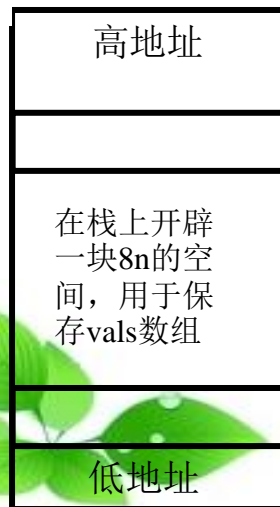 高地址
在栈上开辟
一块8n的空
间，用于保
存vals数组
低地址